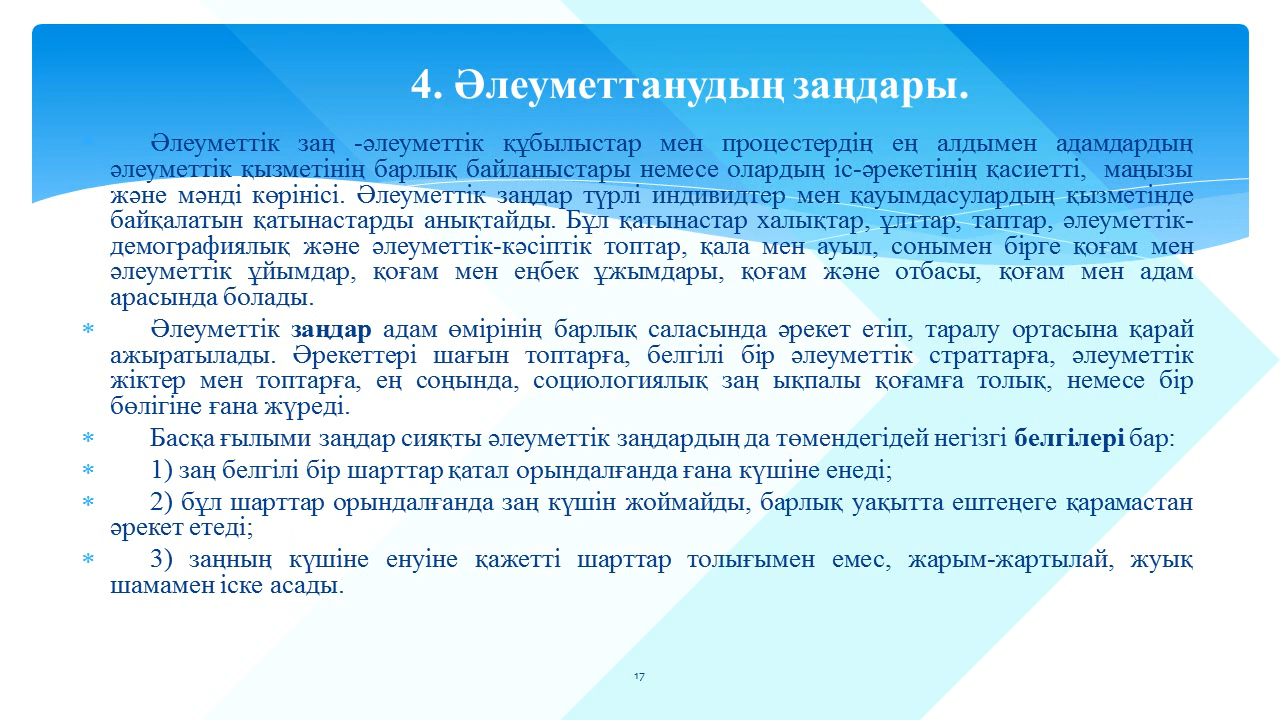 4. Әлеуметтанудың заңдары.
Әлеуметтік заң -әлеуметтік құбылыстар мен процестердің ең алдымен адамдардың
әлеуметтік қызметінің барлық байланыстары немесе олардың іс-әрекетінің қасиетті, маңызы
және мәнді көрінісі. Әлеуметтік заңдар түрлі индивидтер мен қауымдасулардың қызметінде
байқалатын қатынастарды анықтайды. Бұл қатынастар халықтар, ұлттар, таптар, әлеуметтік-
демографиялық және әлеуметтік-кәсіптік топтар, қала мен ауыл, сонымен бірге қоғам мен
әлеуметтік ұйымдар, қоғам мен еңбек ұжымдары, қоғам және отбасы, қоғам мен адам
арасында болады.
* Әлеуметтік заңдар адам өмірінің барлық саласында әрекет етіп, таралу ортасына қарай
ажыратылады. Әрекеттері шағын топтарға, белгілі бір әлеуметтік страттарға, әлеуметтік
жіктер мен топтарға, ең соңында, социологиялық заң ықпалы қоғамға толық, немесе бір
бөлігіне ғана жүреді.
* Басқа ғылыми заңдар сияқты әлеуметтік заңдардың да төмендегідей негізгі белгілері бар:
* 1) заң белгілі бір шарттар қатал орындалғанда ғана күшіне енеді;
* 2) бұл шарттар орындалғанда заң күшін жоймайды, барлық уақытта ештеңеге қарамастан
әрекет етеді;
* 3) заңның күшіне енуіне қажетті шарттар толығымен емес, жарым-жартылай, жуық
шамамен іске асады.
17